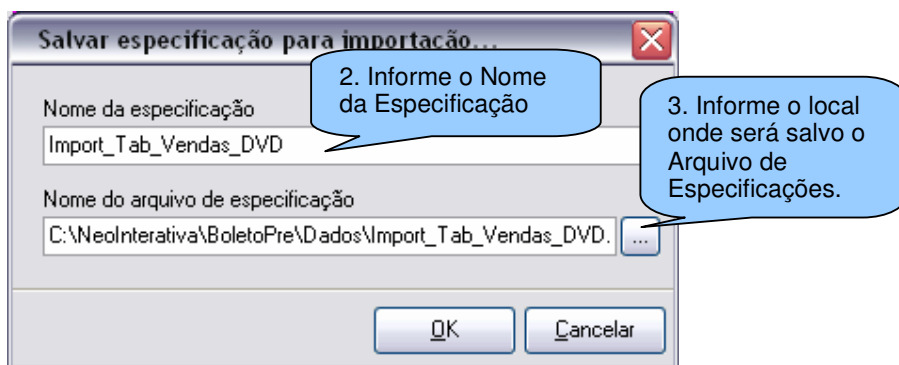 Salvar especificação para importação...
2. Informe o Nome
da Especificação
Nome da especificação
Import_Tab_Vendas_DVD
3. Informe o local
onde será salvo o
Arquivo de
Especificações.
Nome do arquivo de especificação
C:\NeoInterativa\BoletoPre\Dados\Import_Tab_Vendas_DVD.
...
OK
Cancelar